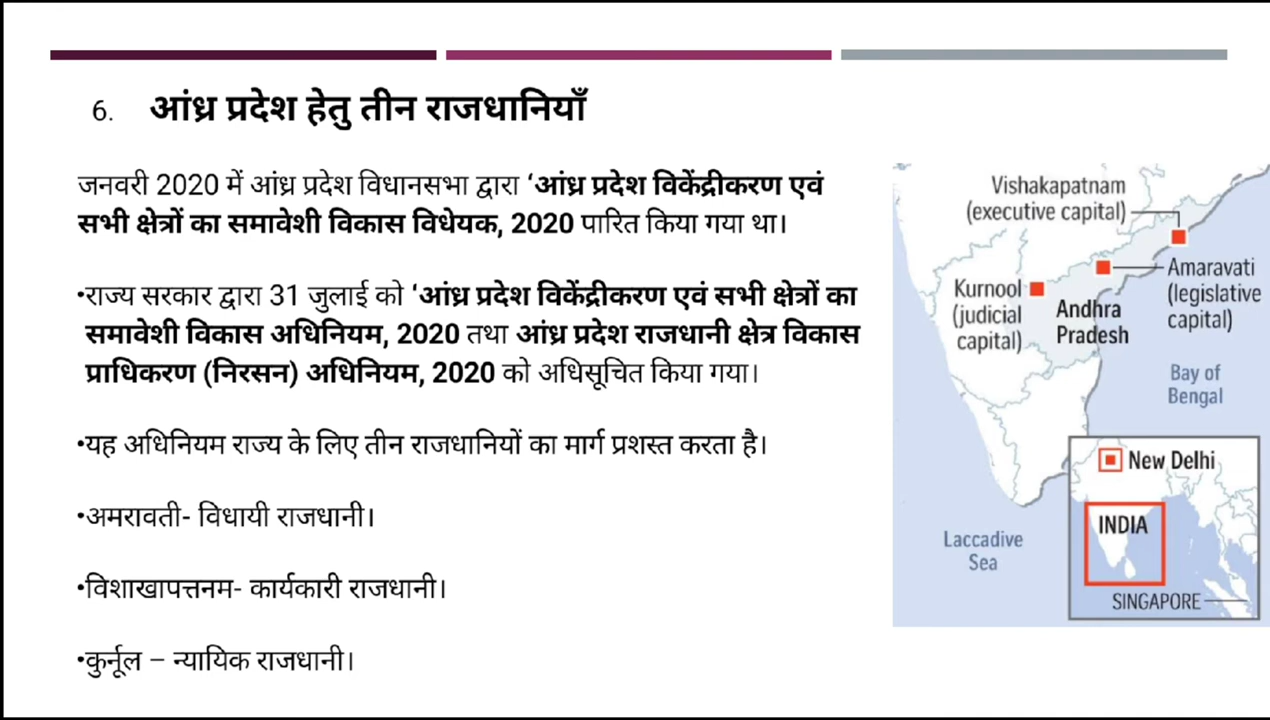 6. आंध्र प्रदेश हेतु तीन राजधानियाँ
जनवरी 2020 में आंध्र प्रदेश विधानसभा द्वारा ‘आंध्र प्रदेश विकेंद्रीकरण एवं
सभी क्षेत्रों का समावेशी विकास विधेयक, 2020 पारित किया गया था।
•राज्य सरकार द्वारा 31 जुलाई को ‘आंध्र प्रदेश विकेंद्रीकरण एवं सभी क्षेत्रों का
समावेशी विकास अधिनियम, 2020 तथा आंध्र प्रदेश राजधानी क्षेत्र विकास
प्राधिकरण (निरसन) अधिनियम, 2020 को अधिसूचित किया गया।
•यह अधिनियम राज्य के लिए तीन राजधानियों का मार्ग प्रशस्त करता है।
•अमरावती- विधायी राजधानी।
•विशाखापत्तनम- कार्यकारी राजधानी।
•कुर्नूल – न्यायिक राजधानी।
Vishakapatnam
(executive capital)
Amaravati
(legislative
capital)
Kurnool
(judicial
capital)
Andhra
Pradesh
Bay of
Bengal
New Delhi
INDIA
Laccadive
Sea
SINGAPORE